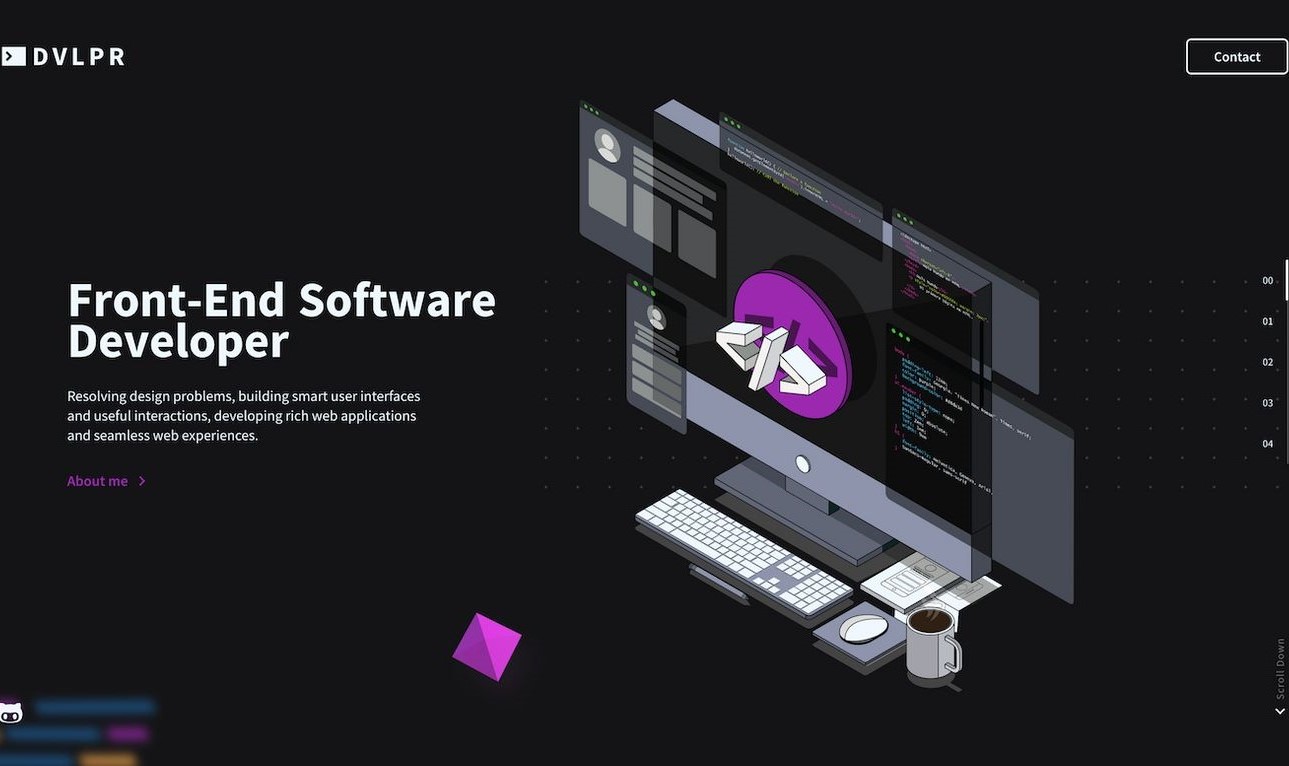 DVLPR
Contact
00
01
02
03
04
Front-End Software
Developer
Resolving design problems, building smart user interfaces
and useful interactions, developing rich web applications
and seamless web experiences.
About me
</>
Scroll Down